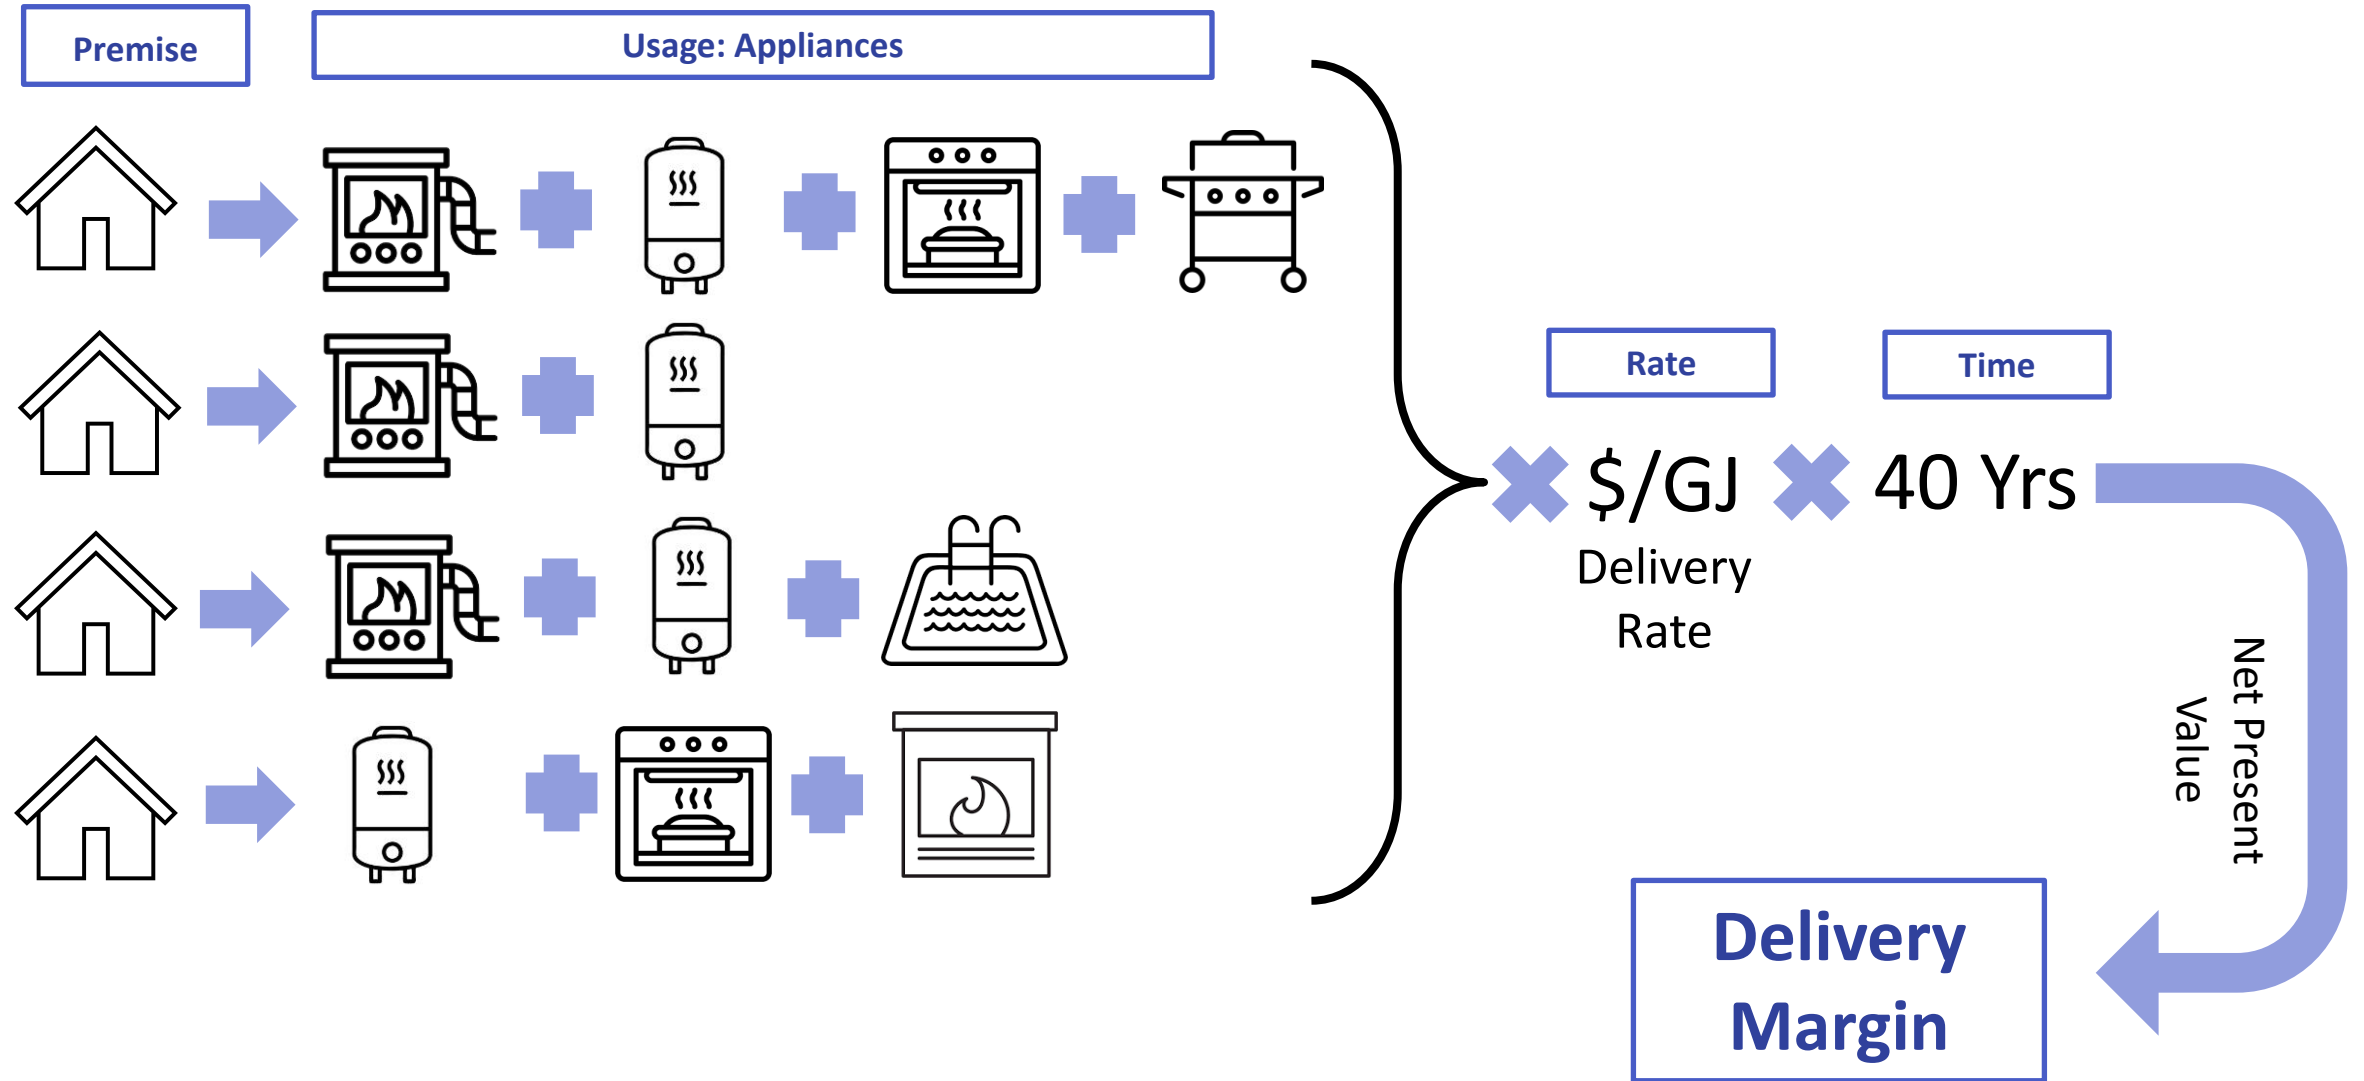 Premise
Usage: Appliances
Rate
Time
$/GJ
40 Yrs
Delivery
Rate
Net Present
Value
Delivery
Margin